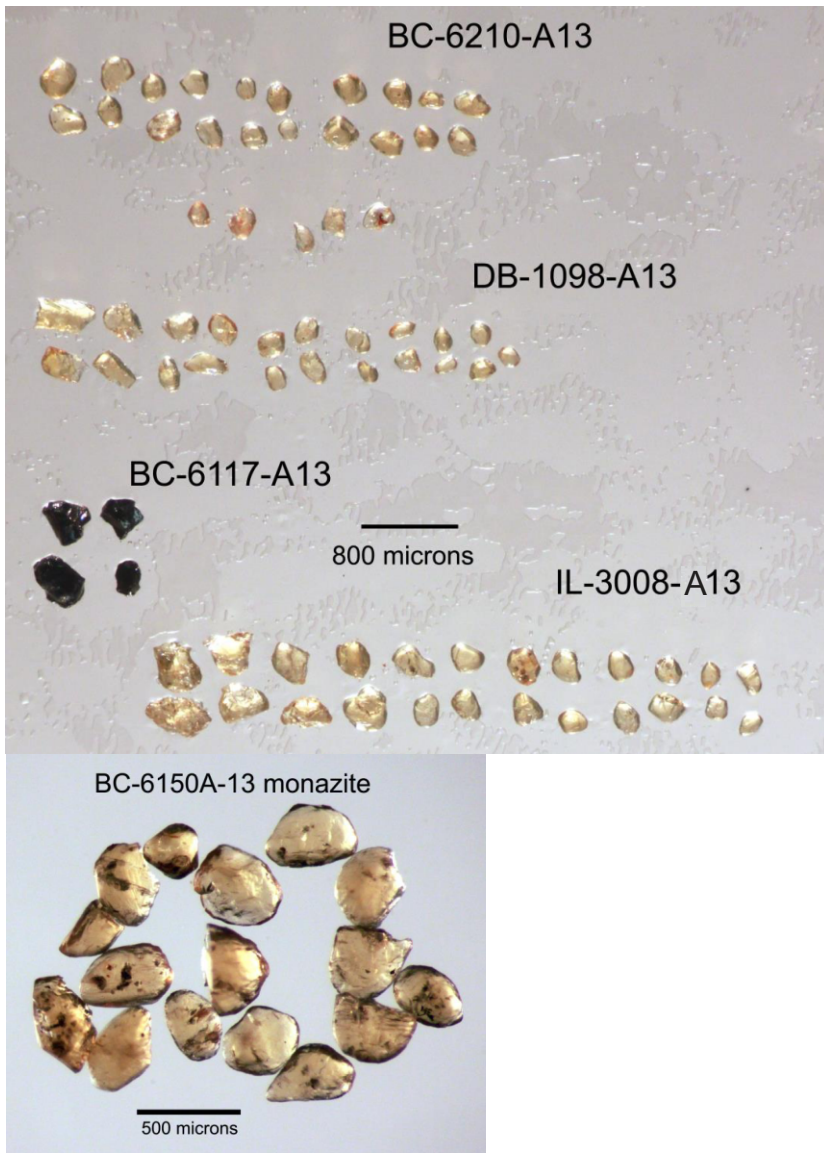 BC-6210-A13
DB-1098-A13
BC-6117-A13
800 microns
IL-3008-A13
BC-6150A-13 monazite
500 microns